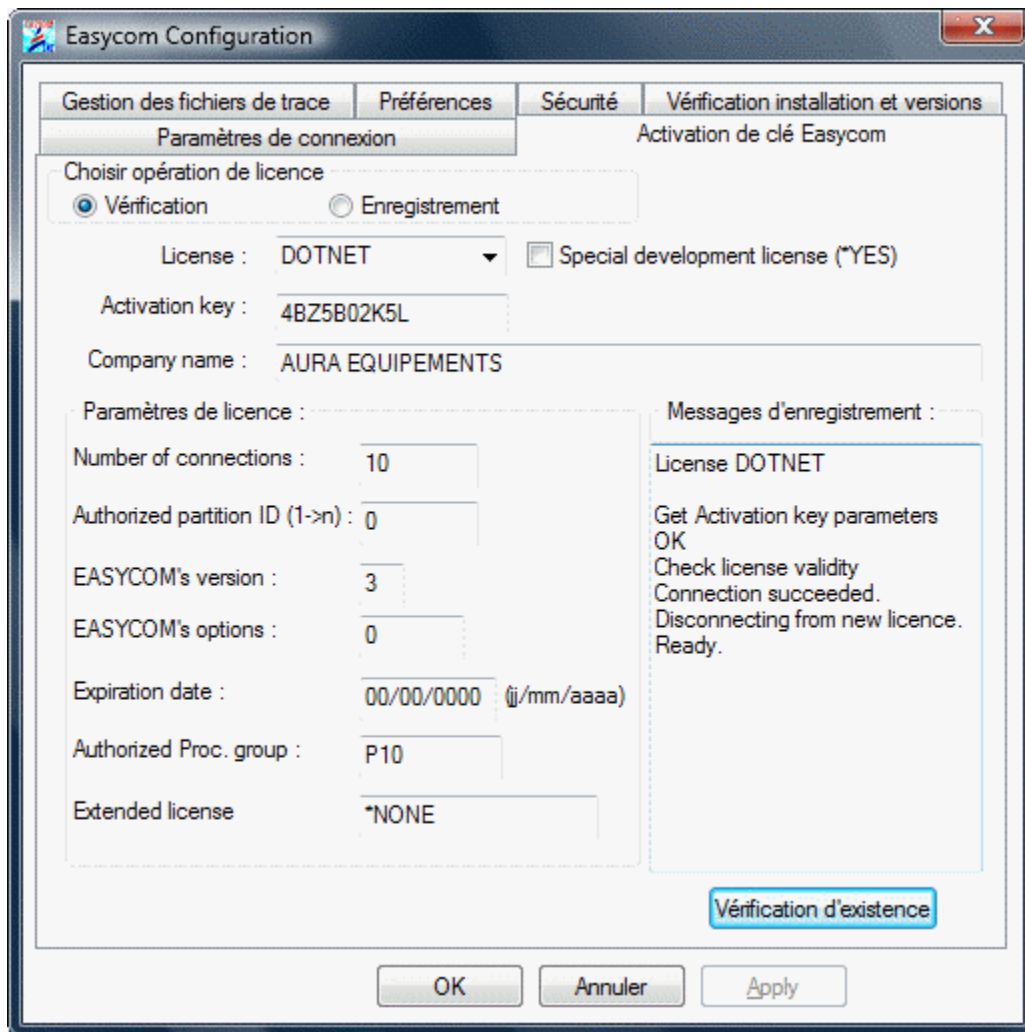 Easycom Configuration
Gestion des fichiers de trace Préférences Sécurité Vérification installation et versions
Paramètres de connexion Activation de clé Easycom
Choisir opération de licence
Vérification Enregistrement
License : DOTNET Special development license (*YES)
Activation key : 4BZ5B02K5L
Company name : AURA EQUIPEMENTS
Paramètres de licence :
Number of connections : 10
Authorized partition ID (1->n) : 0
EASYCOM's version : 3
EASYCOM's options : 0
Expiration date : 00/00/0000 (jj/mm/aaaa)
Authorized Proc. group : P10
Extended license *NONE
Messages d'enregistrement :
License DOTNET
Get Activation key parameters
OK
Check license validity
Connection succeeded.
Disconnecting from new licence.
Ready.
Vérification d'existence
OK Annuler Apply